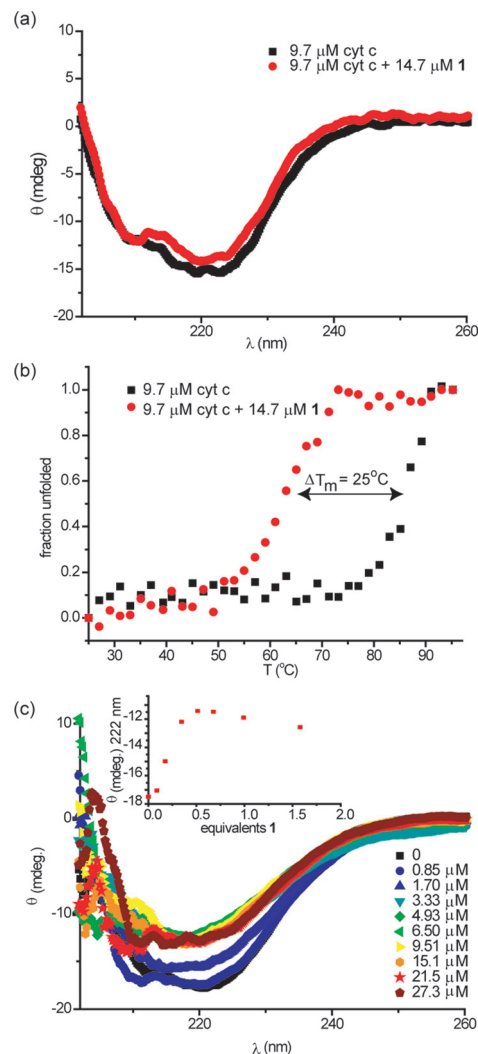 (a)
10
5
0
-5
-10
-15
-20
θ (mdeg)
9.7 μM cyt c
9.7 μM cyt c + 14.7 μM 1
220
240
260
λ (nm)
(b)
1.0
0.8
0.6
0.4
0.2
0.0
fraction unfolded
9.7 μM cyt c
9.7 μM cyt c + 14.7 μM 1
ΔTm = 25°C
30
40
50
60
70
80
90
T (°C)
(c)
10
0
-10
-20
θ (mdeg.)
θ (mdeg.) 222 nm
-12
-14
-16
-18
0.0
0.5
1.0
1.5
2.0
equivalents 1
0
0.85 μM
1.70 μM
3.33 μM
4.93 μM
6.50 μM
9.51 μM
15.1 μM
21.5 μM
27.3 μM
220
240
260
λ (nm)